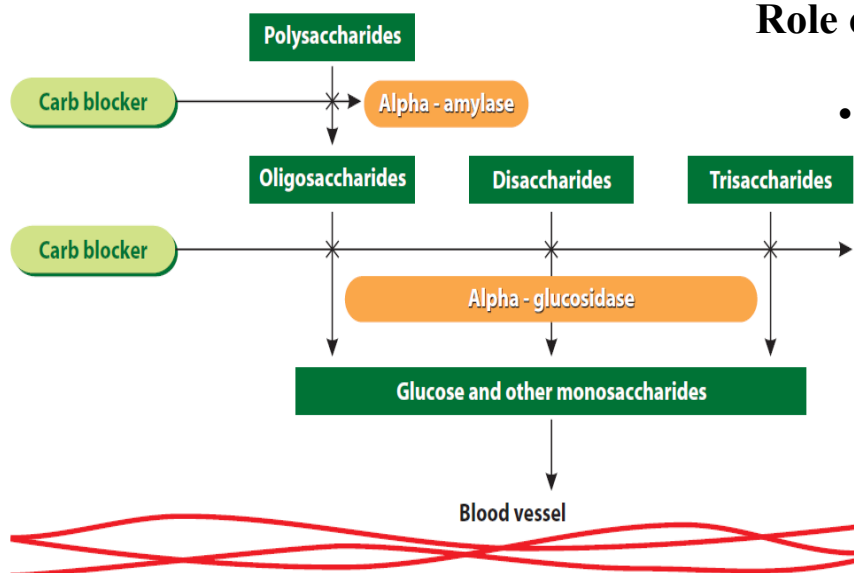 Role
Polysaccharides
Carb blocker
Alpha - amylase
•
Oligosaccharides
Disaccharides
Trisaccharides
Carb blocker
Alpha - glucosidase
Glucose and other monosaccharides
Blood vessel